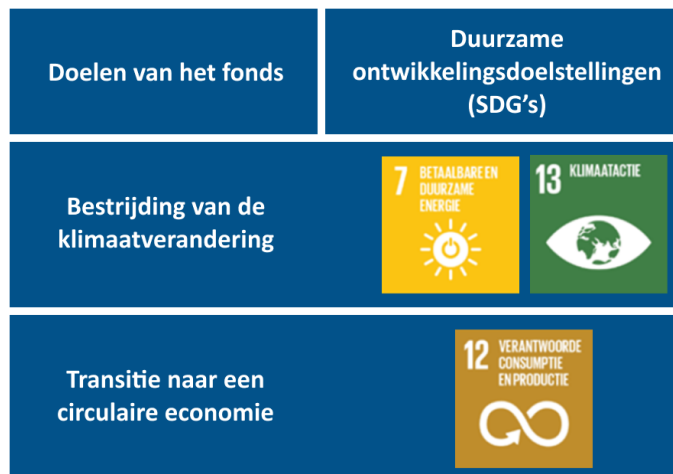 Doelen van het fonds
Duurzame
ontwikkelingsdoelstellingen
(SDG's)
Bestrijding van de
klimaatverandering
7 BETAALBARE EN
DUURZAME
ENERGIE
13 KLIMAATACTIE
Transitie naar een
circulaire economie
12 VERANTWOORDE
CONSUMPTIE
EN PRODUCTIE